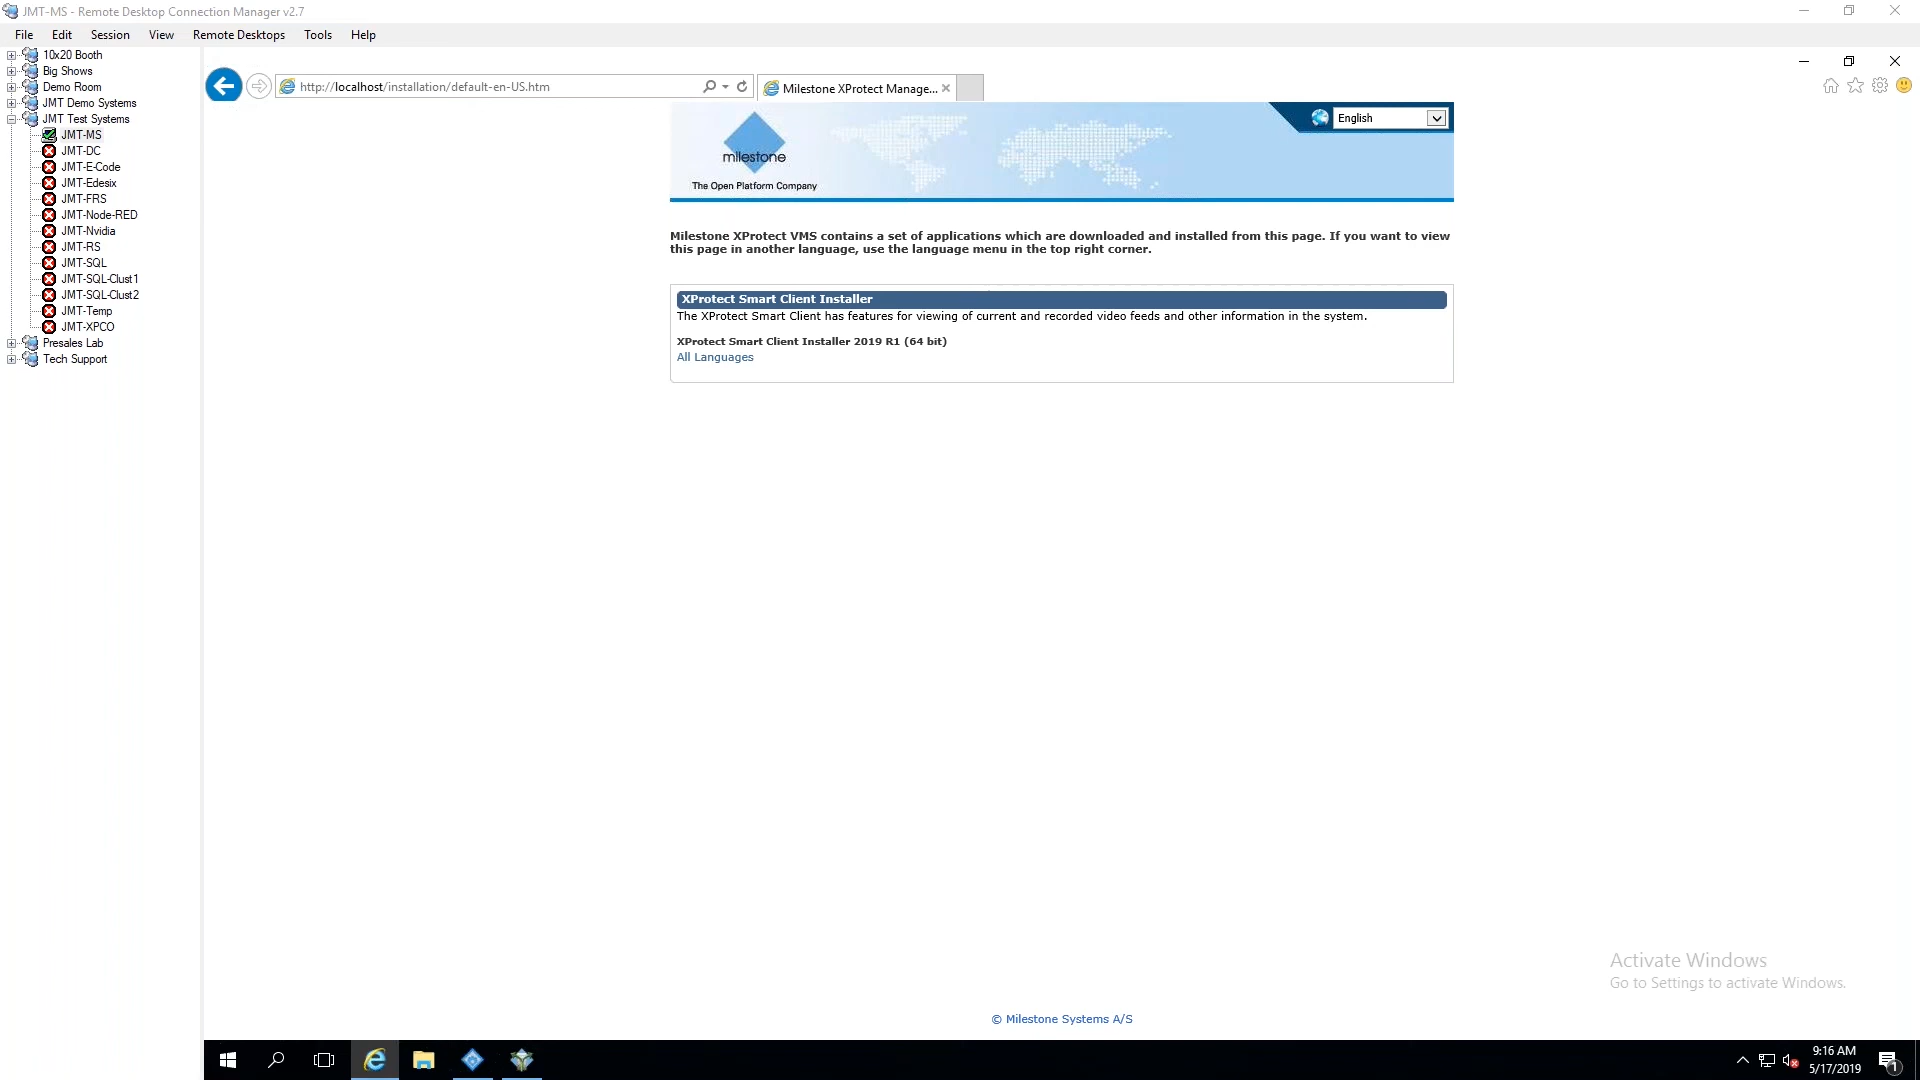 JMT-MS - Remote Desktop Connection Manager v2.7
File Edit Session View Remote Desktops Tools Help
10x20 Booth
Big Shows
Demo Room
JMT Demo Systems
JMT Test Systems
JMT-MS
JMT-DC
JMT-E-Code
JMT-Edesix
JMT-FRS
JMT-Node-RED
JMT-Nvidia
JMT-RS
JMT-SQL
JMT-SQL-Clust1
JMT-SQL-Clust2
JMT-Temp
JMT-XPCO
Presales Lab
Tech Support
http://localhost/installation/default-en-US.htm
Milestone XProtect Manage...
English
milestone
The Open Platform Company
Milestone XProtect VMS contains a set of applications which are downloaded and installed from this page. If you want to view
this page in another language, use the language menu in the top right corner.
XProtect Smart Client Installer
The XProtect Smart Client has features for viewing of current and recorded video feeds and other information in the system.
XProtect Smart Client Installer 2019 R1 (64 bit)
All Languages
Activate Windows
Go to Settings to activate Windows.
© Milestone Systems A/S
9:16 AM
5/17/2019
1